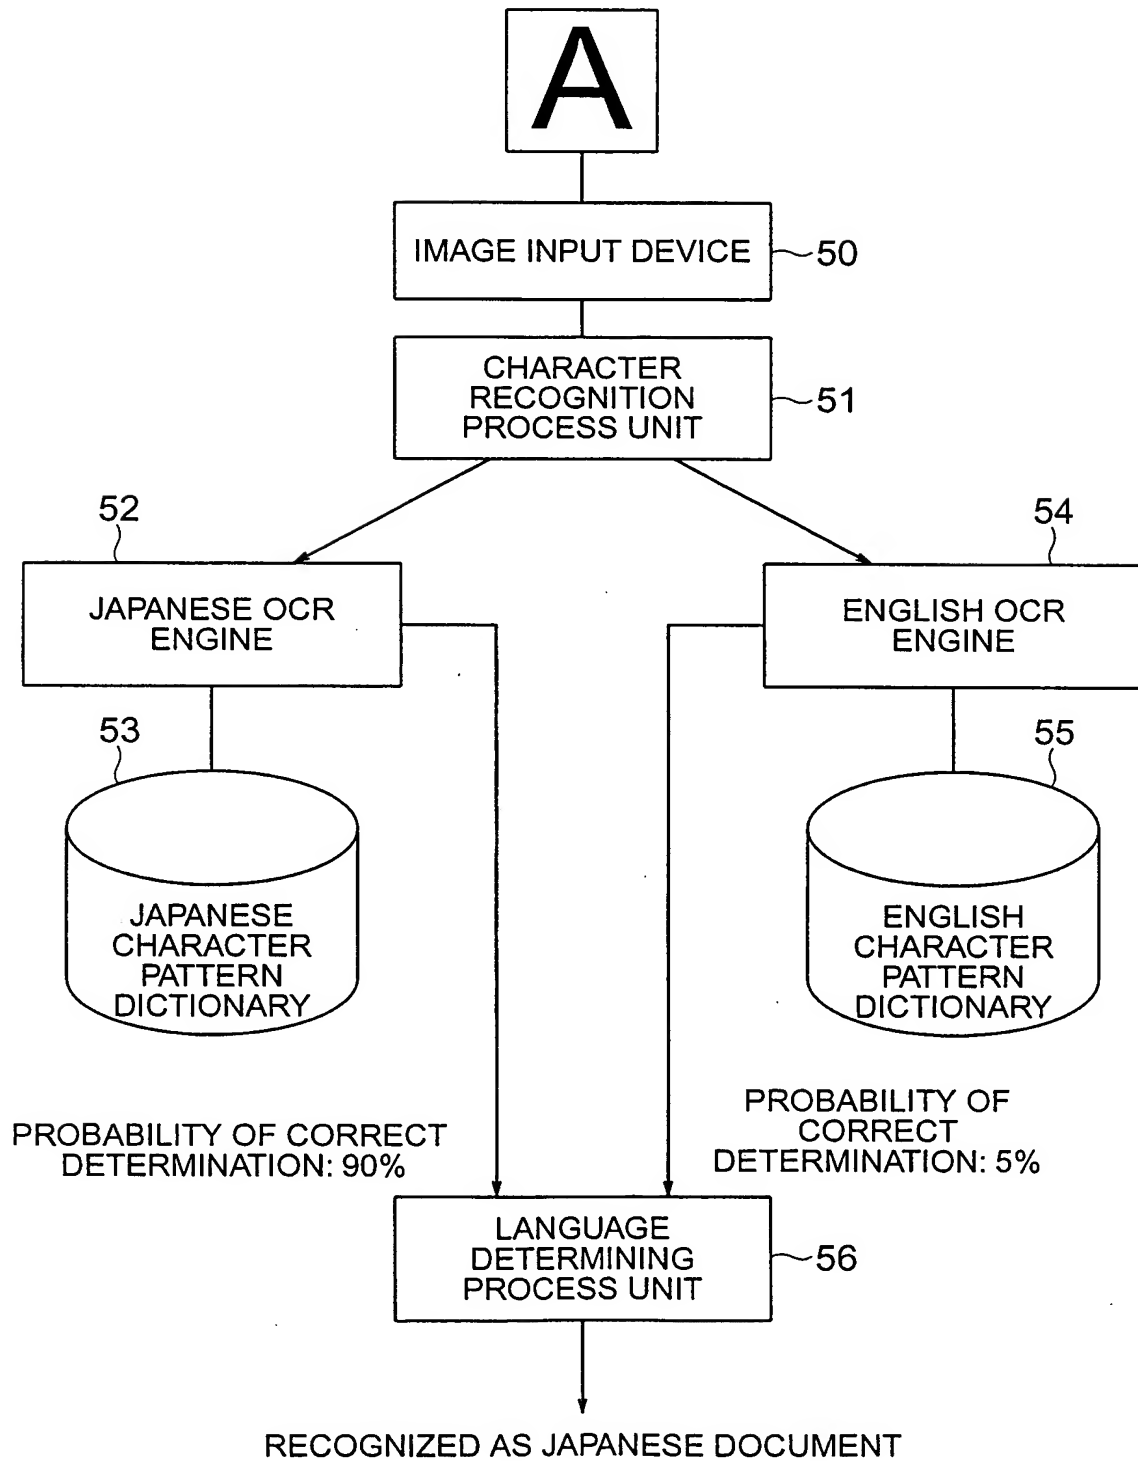 A
IMAGE INPUT DEVICE
50
CHARACTER
RECOGNITION
PROCESS UNIT
51
52
54
JAPANESE OCR
ENGINE
ENGLISH OCR
ENGINE
53
55
JAPANESE
CHARACTER
PATTERN
DICTIONARY
ENGLISH
CHARACTER
PATTERN
DICTIONARY
PROBABILITY OF CORRECT
DETERMINATION: 90%
PROBABILITY OF
CORRECT
DETERMINATION: 5%
LANGUAGE
DETERMINING
PROCESS UNIT
56
RECOGNIZED AS JAPANESE DOCUMENT